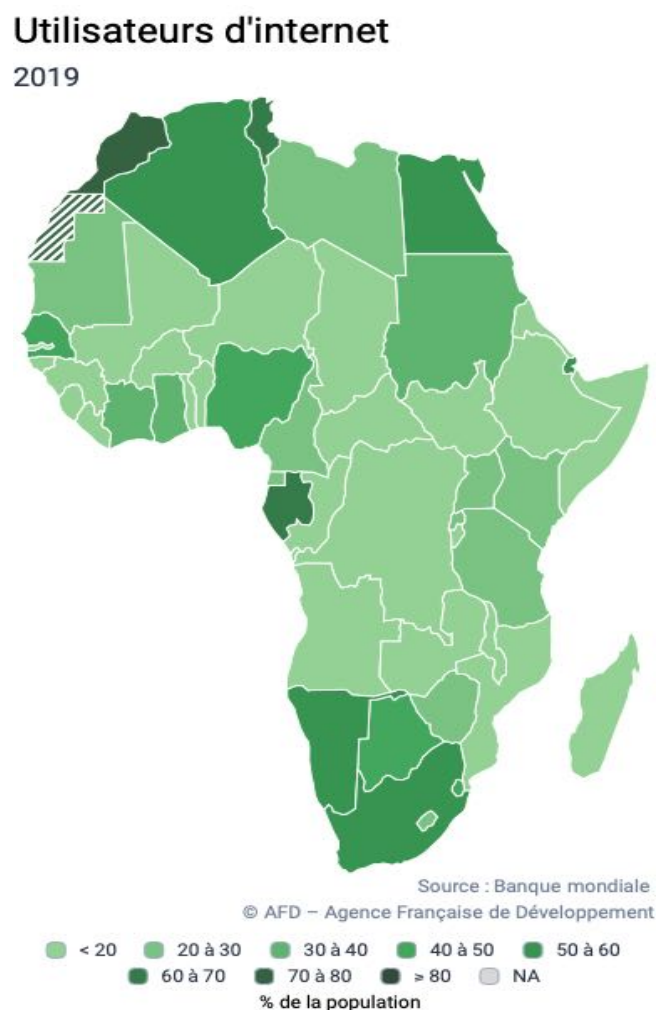 Utilisateurs d'internet
2019
Source : Banque mondiale
© AFD – Agence Française de Développement
< 20 20 à 30 30 à 40 40 à 50 50 à 60
60 à 70 70 à 80 ≥ 80 NA
% de la population